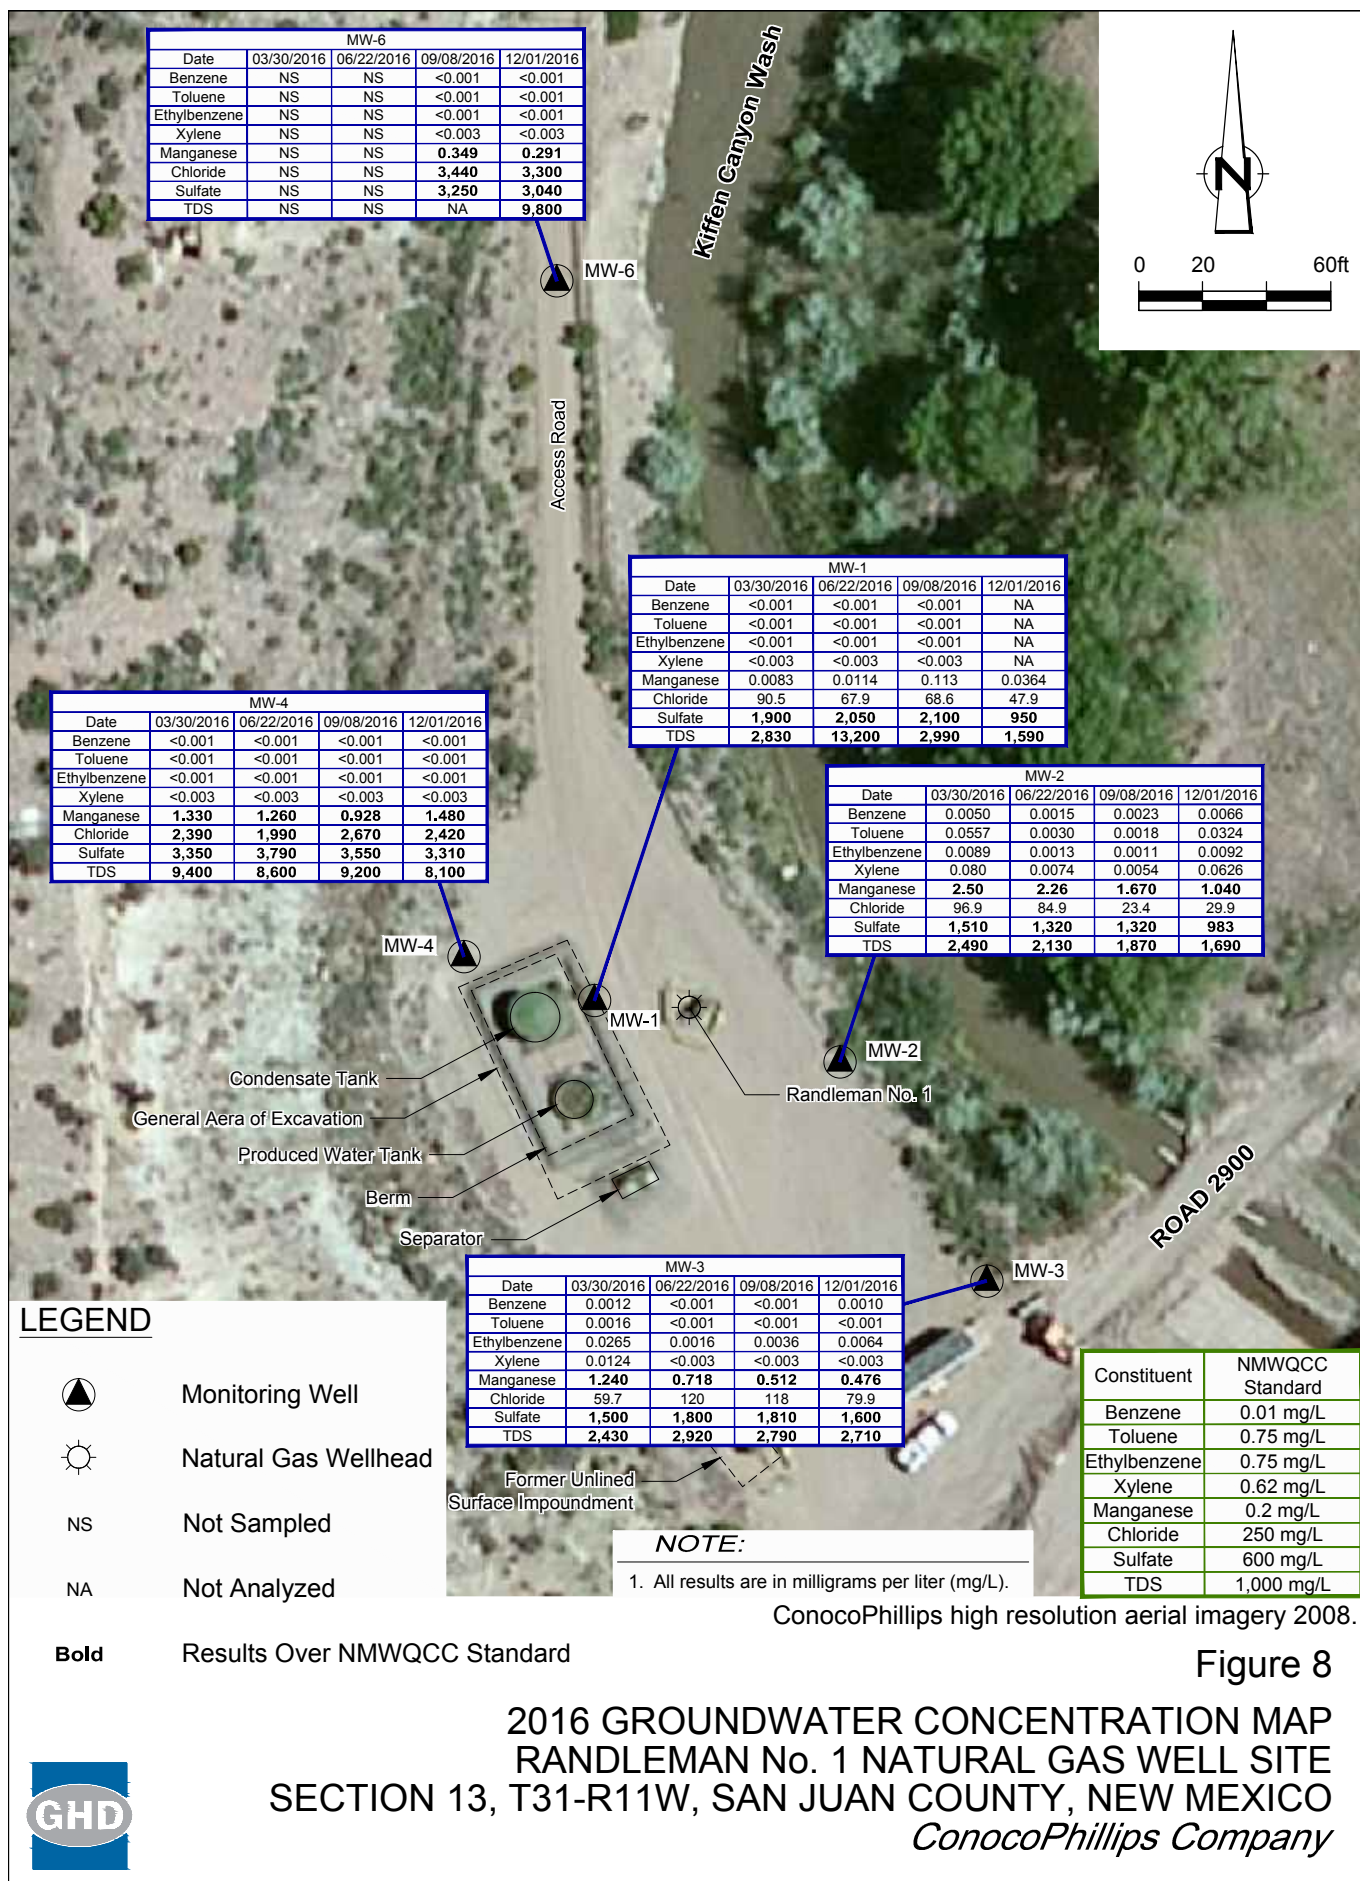 MW-6
Date 03/30/2016 06/22/2016 09/08/2016 12/01/2016
Benzene NS NS <0.001 <0.001
Toluene NS NS <0.001 <0.001
Ethylbenzene NS NS <0.001 <0.001
Xylene NS NS <0.003 <0.003
Manganese NS NS 0.349 0.291
Chloride NS NS 3,440 3,300
Sulfate NS NS 3,250 3,040
TDS NS NS NA 9,800
Kiffen Canyon Wash
N
0 20 60ft
MW-6
Access Road
MW-1
Date 03/30/2016 06/22/2016 09/08/2016 12/01/2016
Benzene <0.001 <0.001 <0.001 NA
Toluene <0.001 <0.001 <0.001 NA
Ethylbenzene <0.001 <0.001 <0.001 NA
Xylene <0.003 <0.003 <0.003 NA
Manganese 0.0083 0.0114 0.113 0.0364
Chloride 90.5 67.9 68.6 47.9
Sulfate 1,900 2,050 2,100 950
TDS 2,830 13,200 2,990 1,590
MW-4
Date 03/30/2016 06/22/2016 09/08/2016 12/01/2016
Benzene <0.001 <0.001 <0.001 <0.001
Toluene <0.001 <0.001 <0.001 <0.001
Ethylbenzene <0.001 <0.001 <0.001 <0.001
Xylene <0.003 <0.003 <0.003 <0.003
Manganese 1.330 1.260 0.928 1.480
Chloride 2,390 1,990 2,670 2,420
Sulfate 3,350 3,790 3,550 3,310
TDS 9,400 8,600 9,200 8,100
MW-2
Date 03/30/2016 06/22/2016 09/08/2016 12/01/2016
Benzene 0.0050 0.0015 0.0023 0.0066
Toluene 0.0557 0.0030 0.0018 0.0324
Ethylbenzene 0.0089 0.0013 0.0011 0.0092
Xylene 0.080 0.0074 0.0054 0.0626
Manganese 2.50 2.26 1.670 1.040
Chloride 96.9 84.9 23.4 29.9
Sulfate 1,510 1,320 1,320 983
TDS 2,490 2,130 1,870 1,690
MW-4
MW-1
MW-2
Condensate Tank
Randleman No. 1
General Aera of Excavation
Produced Water Tank
Berm
Separator
ROAD 2900
MW-3
Date 03/30/2016 06/22/2016 09/08/2016 12/01/2016
Benzene 0.0012 <0.001 <0.001 0.0010
Toluene 0.0016 <0.001 <0.001 <0.001
Ethylbenzene 0.0265 0.0016 0.0036 0.0064
Xylene 0.0124 <0.003 <0.003 <0.003
Manganese 1.240 0.718 0.512 0.476
Chloride 59.7 120 118 79.9
Sulfate 1,500 1,800 1,810 1,600
TDS 2,430 2,920 2,790 2,710
MW-3
Former Unlined
Surface Impoundment
LEGEND
Monitoring Well
Natural Gas Wellhead
NS Not Sampled
NA Not Analyzed
Bold Results Over NMWQCC Standard
NOTE:
1. All results are in milligrams per liter (mg/L).
Constituent NMWQCC
Standard
Benzene 0.01 mg/L
Toluene 0.75 mg/L
Ethylbenzene 0.75 mg/L
Xylene 0.62 mg/L
Manganese 0.2 mg/L
Chloride 250 mg/L
Sulfate 600 mg/L
TDS 1,000 mg/L
ConocoPhillips high resolution aerial imagery 2008.
Figure 8
2016 GROUNDWATER CONCENTRATION MAP
RANDLEMAN No. 1 NATURAL GAS WELL SITE
SECTION 13, T31-R11W, SAN JUAN COUNTY, NEW MEXICO
ConocoPhillips Company
GHD